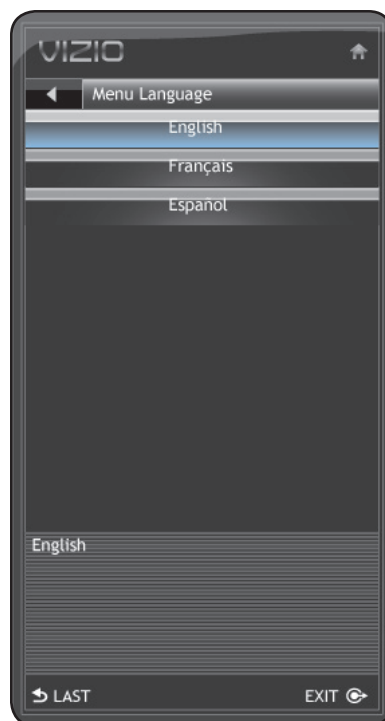 VIZIO
Menu Language
English
Français
Español
English
LAST EXIT